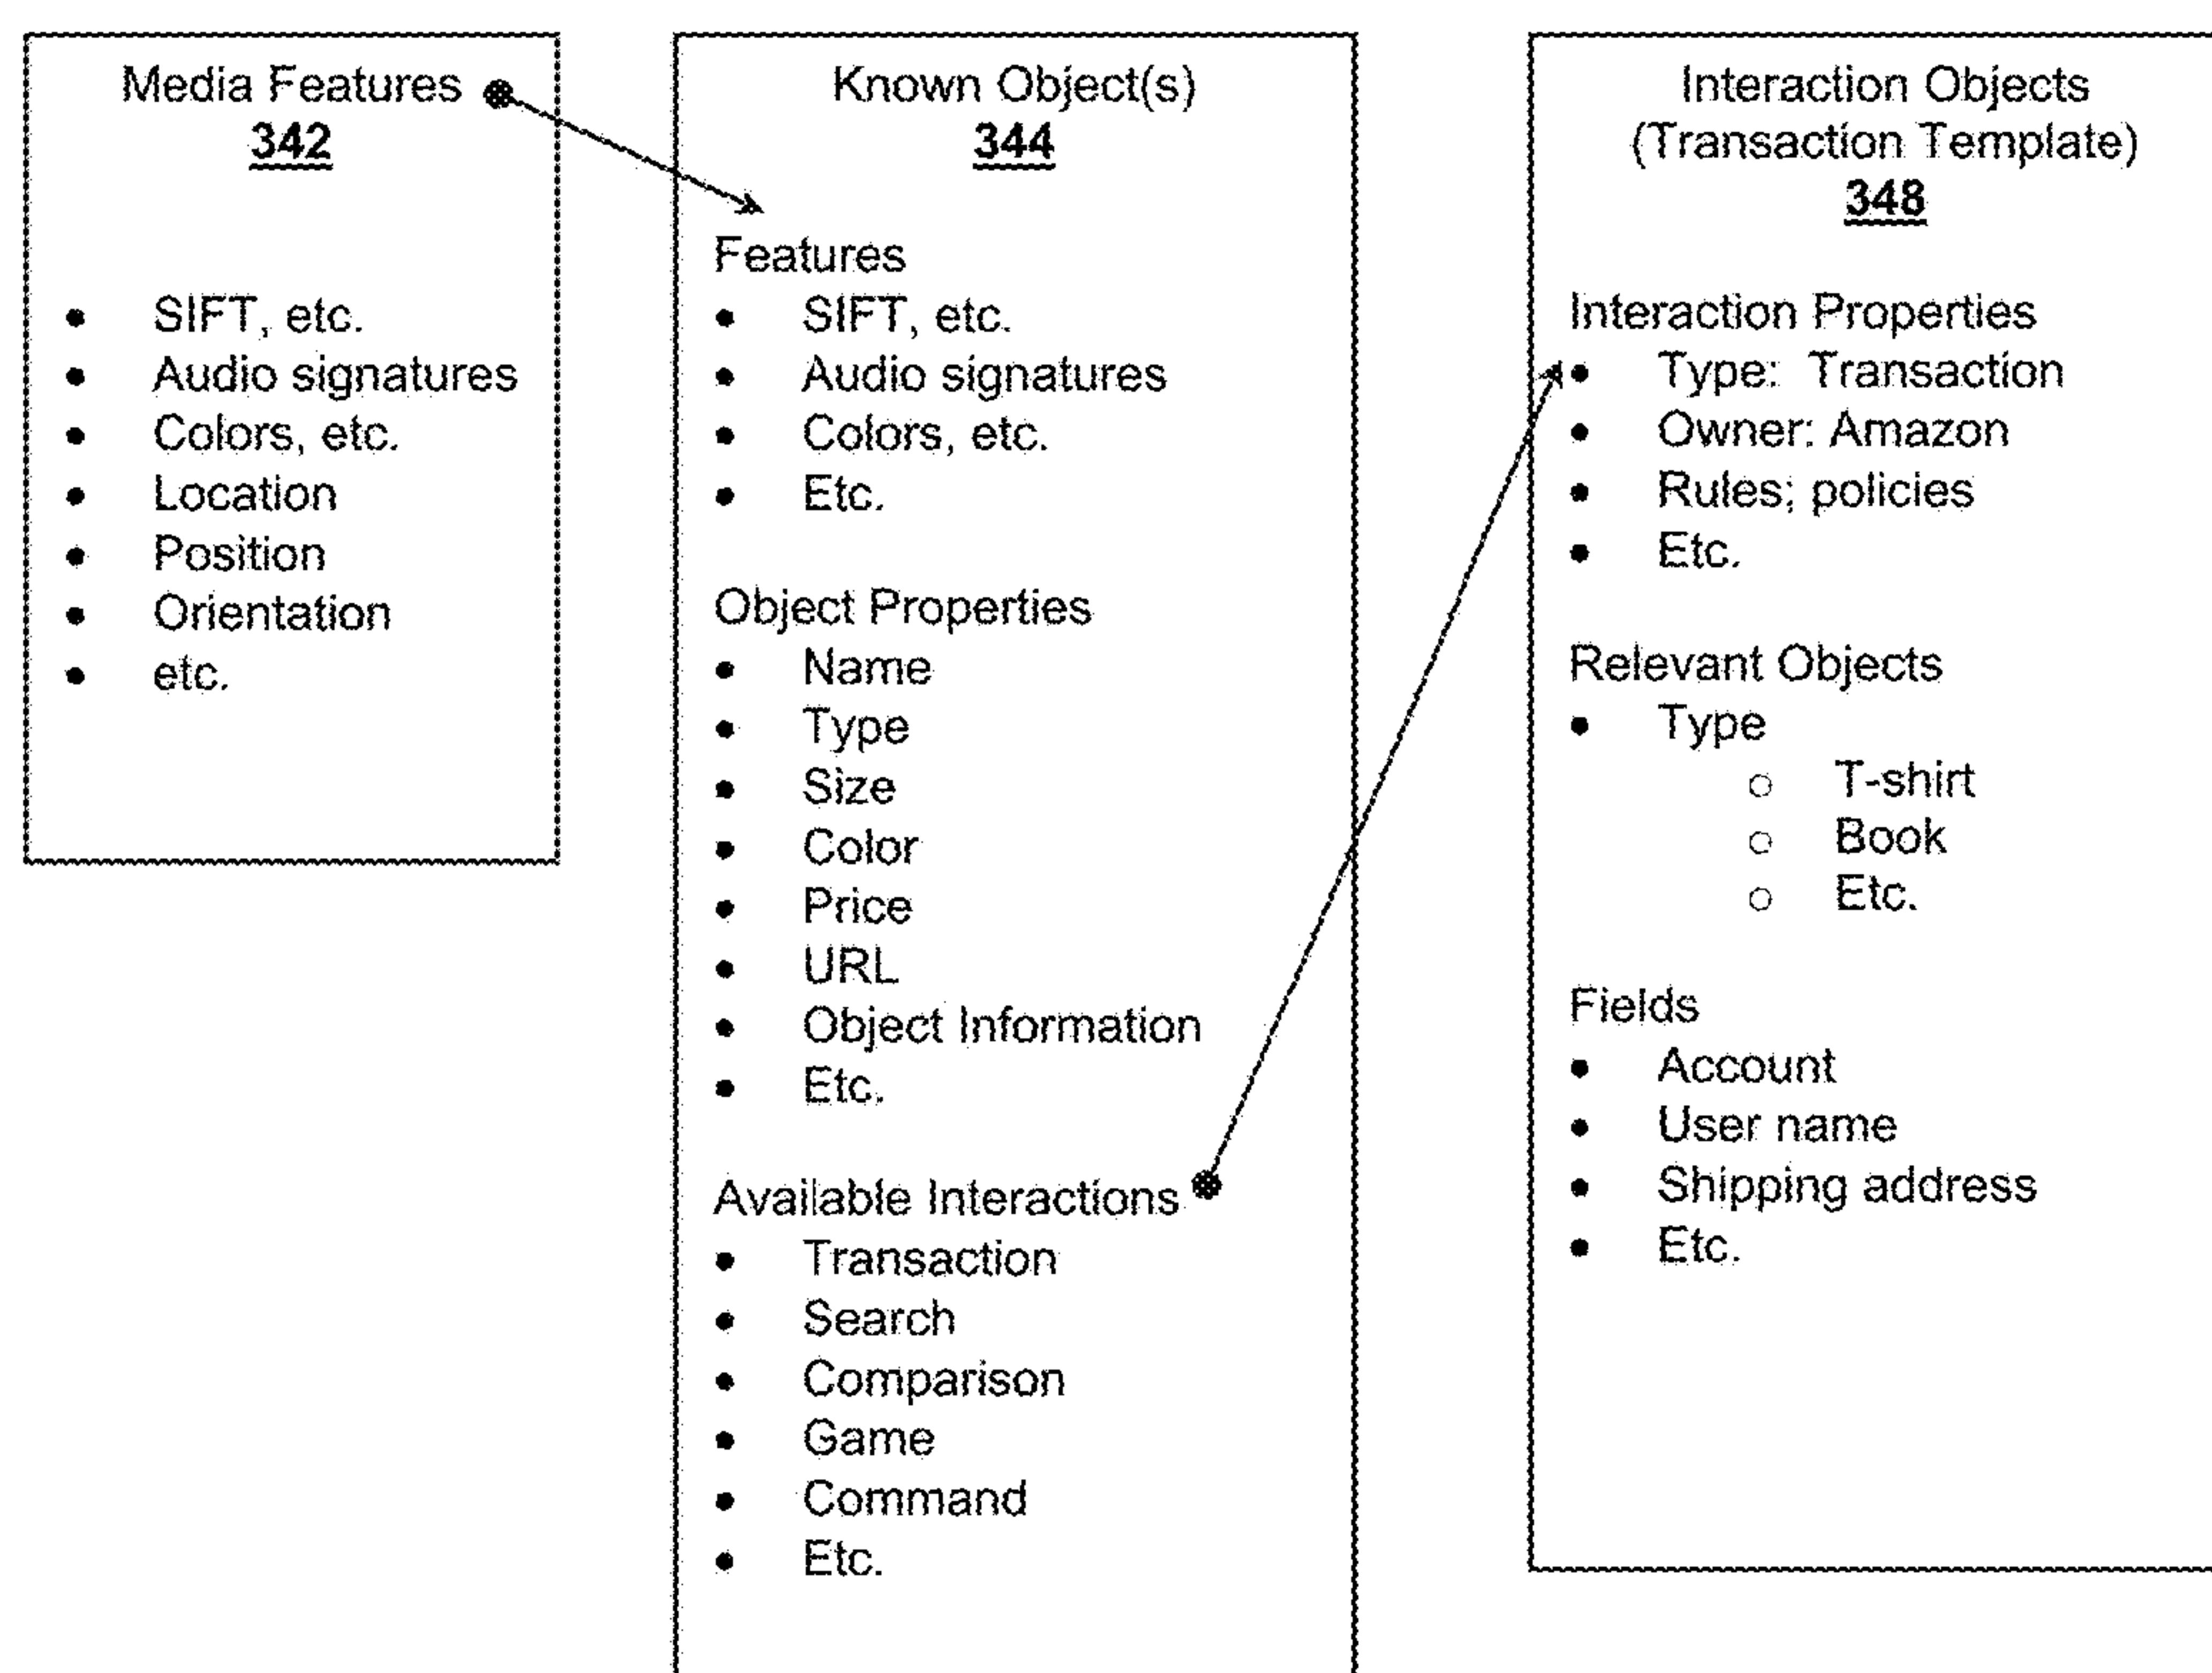 Media Features
342
• SIFT, etc.
• Audio signatures
• Colors, etc.
• Location
• Position
• Orientation
• etc.
Known Object(s)
344
Features
• SIFT, etc.
• Audio signatures
• Colors, etc.
• Etc.
Object Properties
• Name
• Type
• Size
• Color
• Price
• URL
• Object Information
• Etc.
Available Interactions
• Transaction
• Search
• Comparison
• Game
• Command
• Etc.
Interaction Objects
(Transaction Template)
348
Interaction Properties
• Type: Transaction
• Owner: Amazon
• Rules; policies
• Etc.
Relevant Objects
• Type
○ T-shirt
○ Book
○ Etc.
Fields
• Account
• User name
• Shipping address
• Etc.